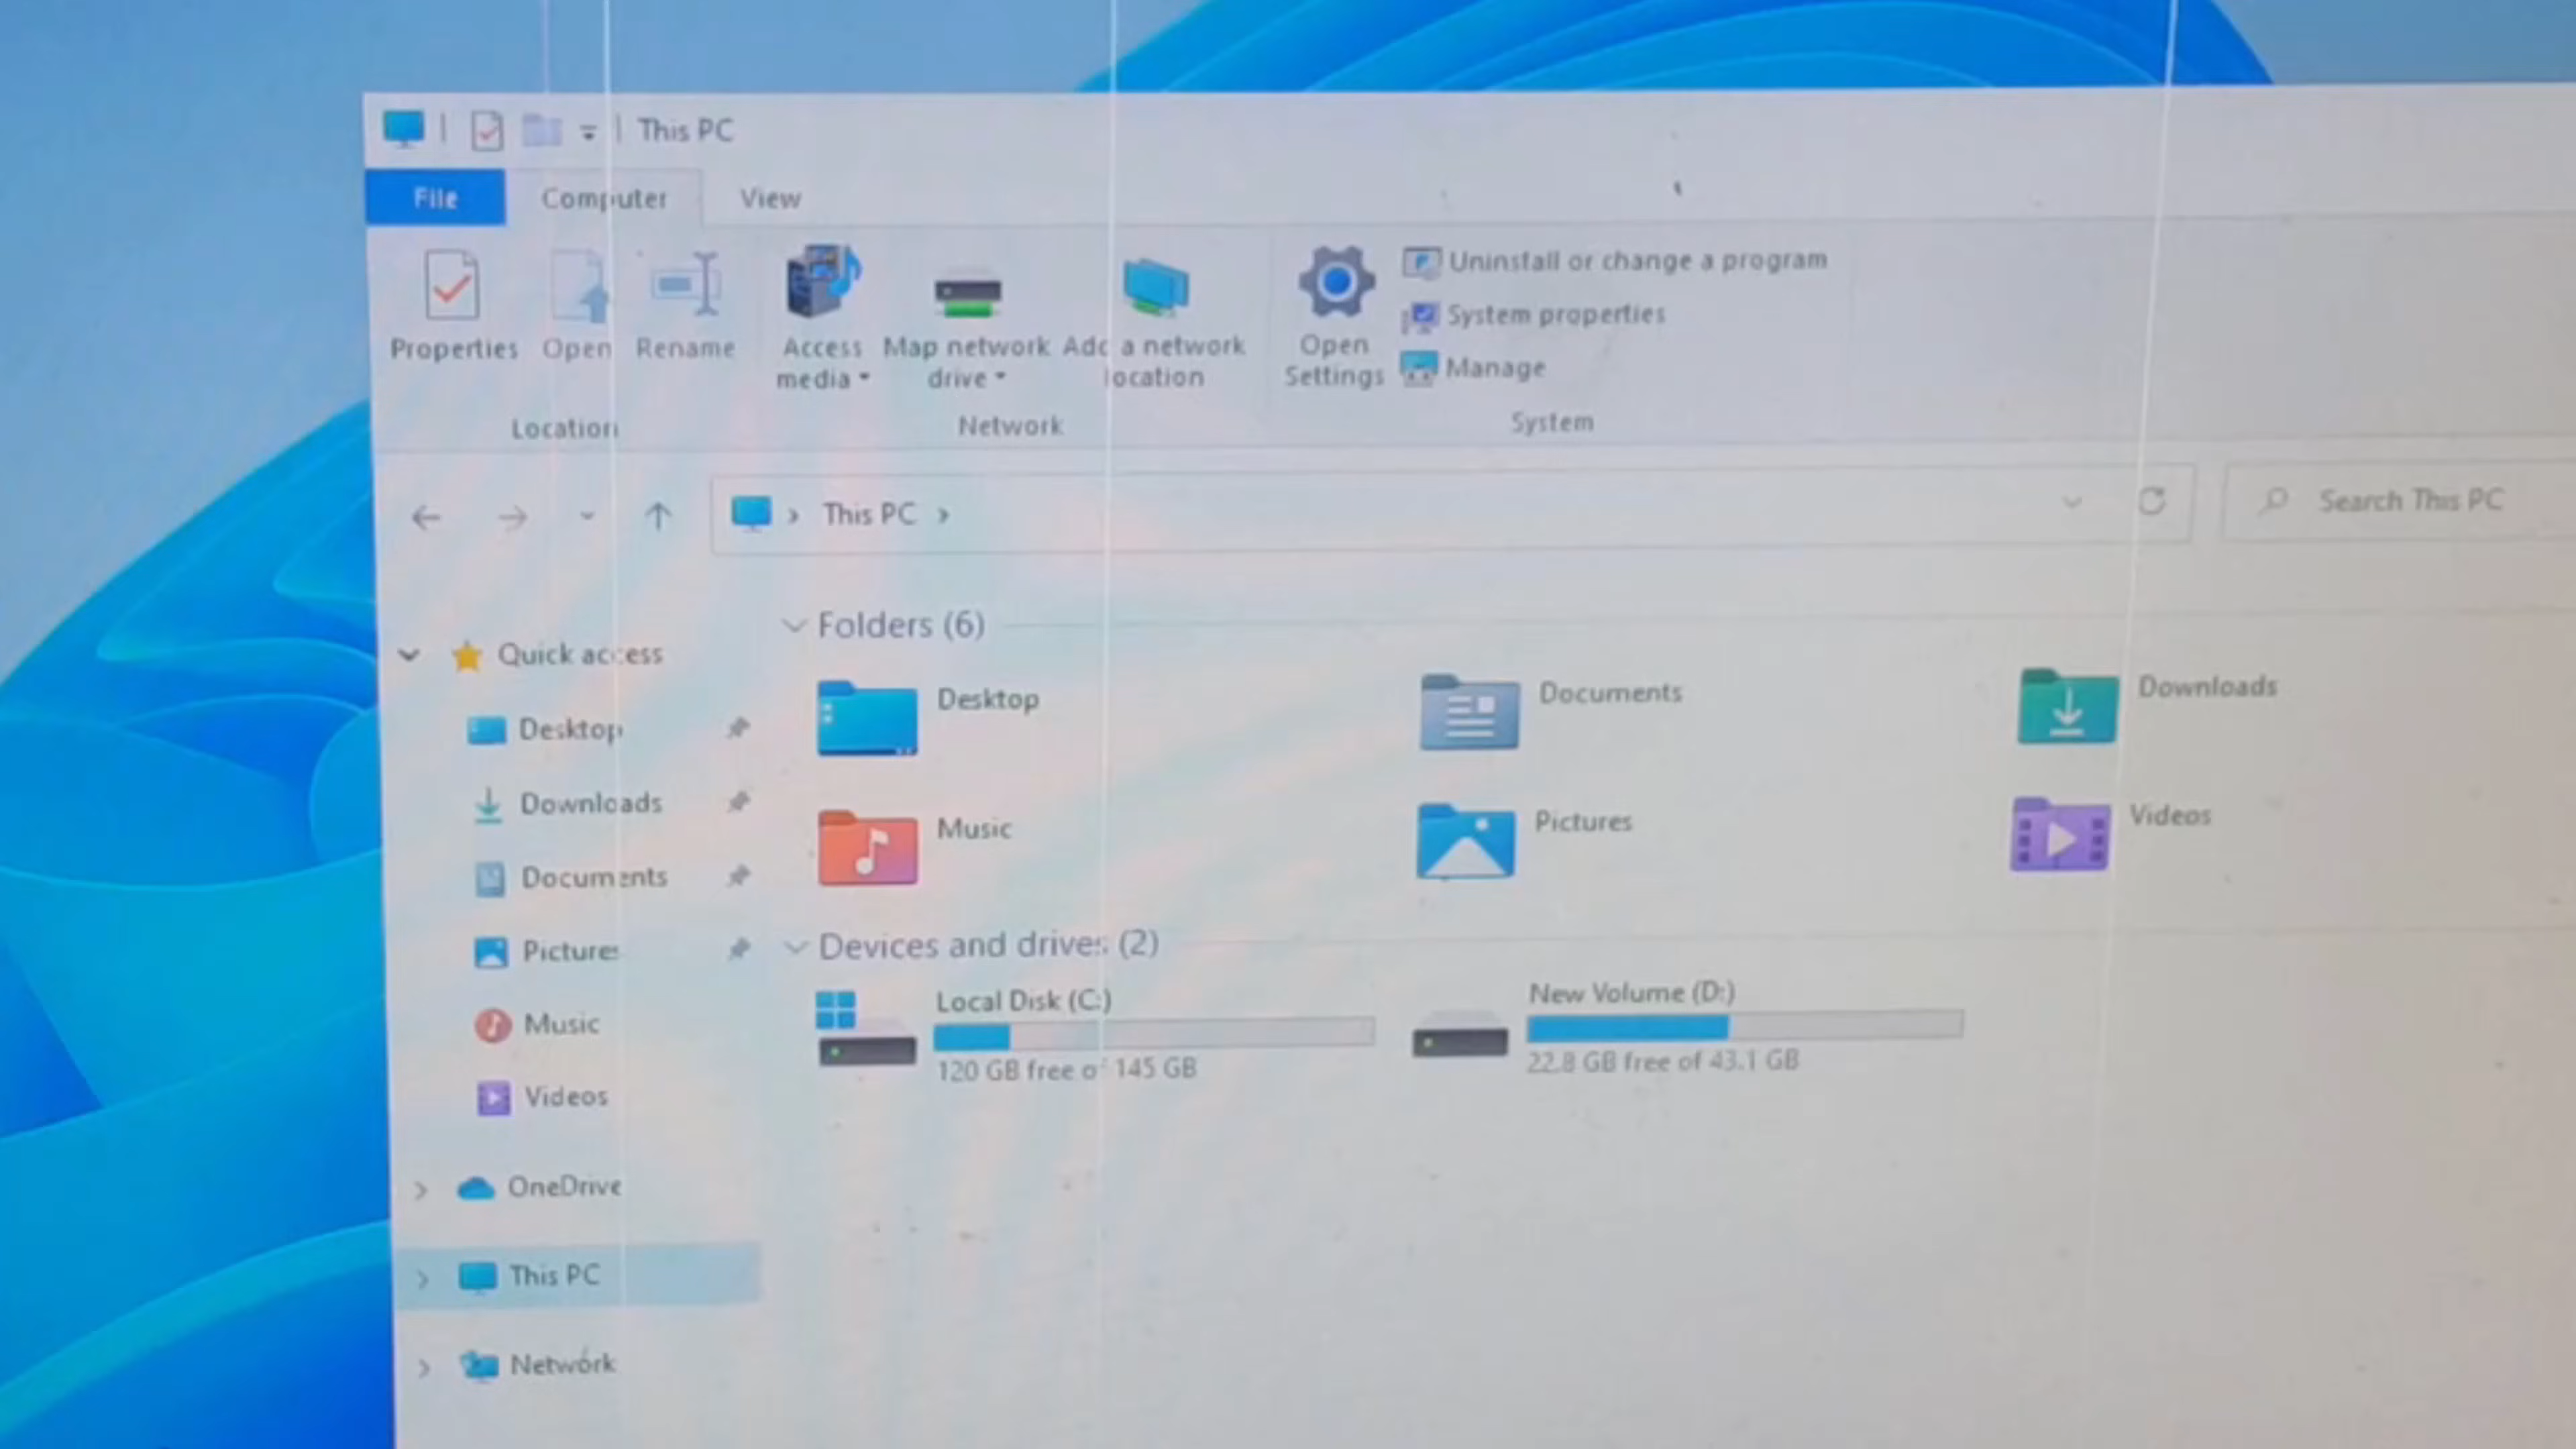 This PC
File Computer View
Properties Open Rename Access media Map network drive Add a network location Open Settings
Uninstall or change a program
System properties
Manage
Location Network System
This PC
Search This PC
Quick access
Desktop
Downloads
Documents
Pictures
Music
Videos
OneDrive
This PC
Network
Folders (6)
Desktop Documents Downloads
Music Pictures Videos
Devices and drives (2)
Local Disk (C:)
120 GB free of 145 GB
New Volume (D:)
22.8 GB free of 43.1 GB